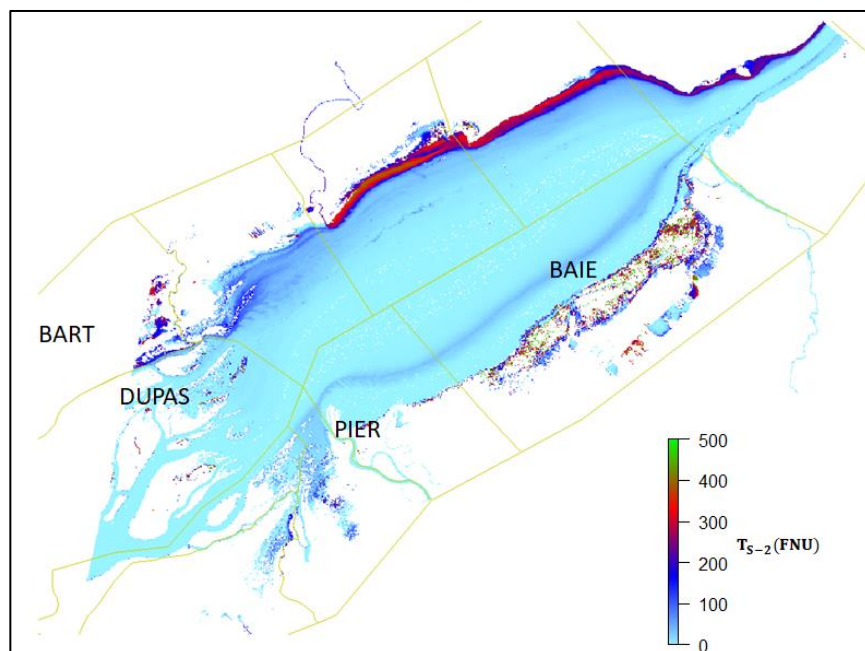 BAIE
BART
DUPAS
PIER
500
400
300
200
100
0
T_{S-2} (FNU)